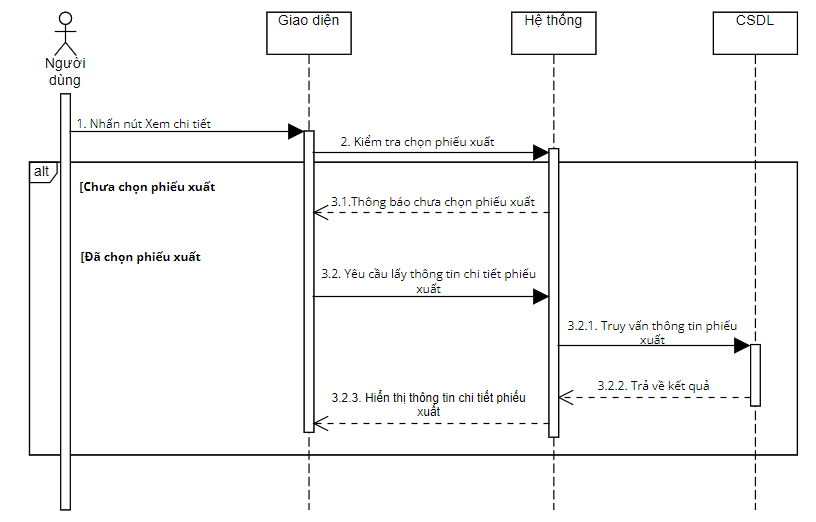 Giao diện
Hệ thống
CSDL
Người
dùng
1. Nhấn nút Xem chi tiết
2. Kiểm tra chọn phiếu xuất
alt
[Chưa chọn phiếu xuất
3.1.Thông báo chưa chọn phiếu xuất
[Đã chọn phiếu xuất
3.2. Yêu cầu lấy thông tin chi tiết phiếu
xuất
3.2.1. Truy vấn thông tin phiếu
xuất
3.2.2. Trả về kết quả
3.2.3. Hiển thị thông tin chi tiết phiếu
xuất